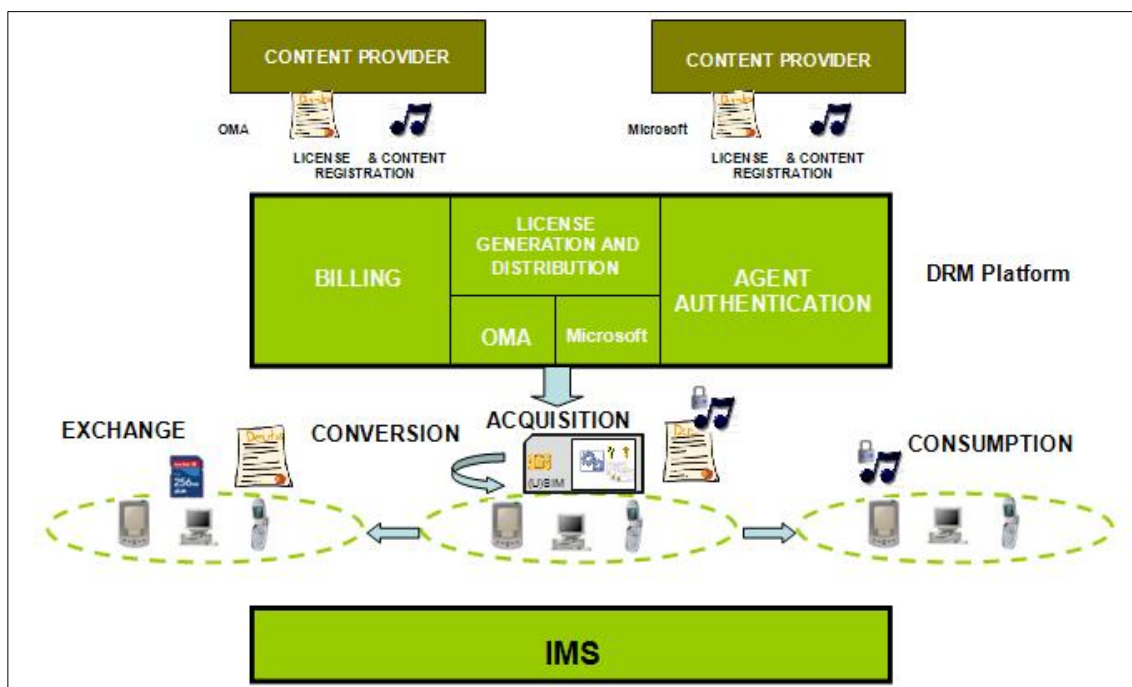 CONTENT PROVIDER
CONTENT PROVIDER
OMA
Microsoft
LICENSE & CONTENT
REGISTRATION
LICENSE & CONTENT
REGISTRATION
BILLING
LICENSE
GENERATION AND
DISTRIBUTION
OMA
Microsoft
AGENT
AUTHENTICATION
DRM Platform
EXCHANGE
CONVERSION
ACQUISITION
CONSUMPTION
256
(U)SIM
IMS